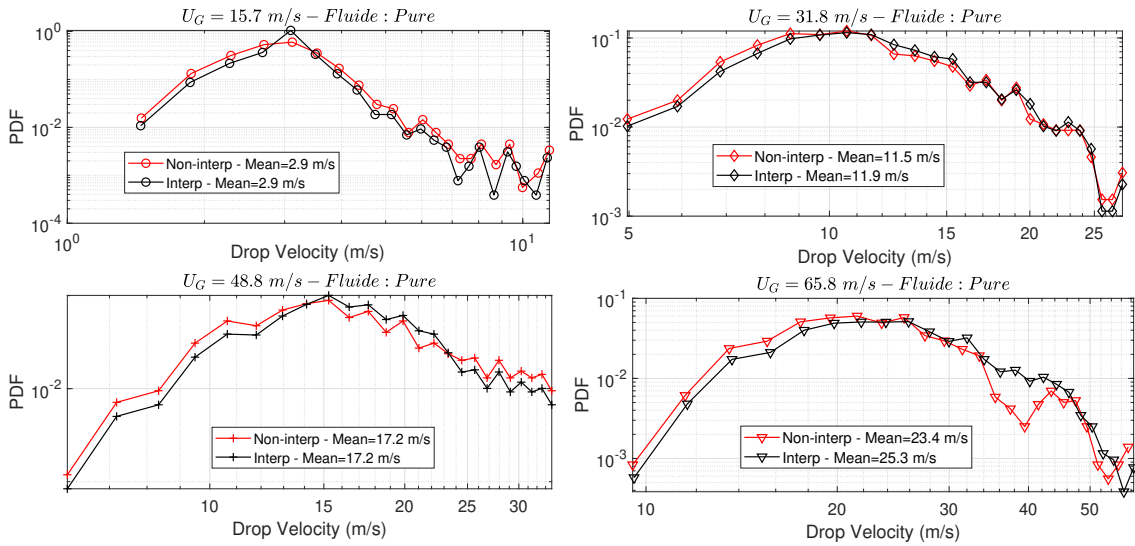 U_G = 15.7 m/s − Fluide : Pure
PDF
10^0
10^-2
10^-4
Non-interp - Mean=2.9 m/s
Interp - Mean=2.9 m/s
10^0
10^1
Drop Velocity (m/s)
U_G = 31.8 m/s − Fluide : Pure
PDF
10^-1
10^-2
10^-3
Non-interp - Mean=11.5 m/s
Interp - Mean=11.9 m/s
5
10
15
20
25
Drop Velocity (m/s)
U_G = 48.8 m/s − Fluide : Pure
PDF
10^-2
Non-interp - Mean=17.2 m/s
Interp - Mean=17.2 m/s
10
15
20
25
30
Drop Velocity (m/s)
U_G = 65.8 m/s − Fluide : Pure
PDF
10^-1
10^-2
10^-3
Non-interp - Mean=23.4 m/s
Interp - Mean=25.3 m/s
10
20
30
40
50
Drop Velocity (m/s)